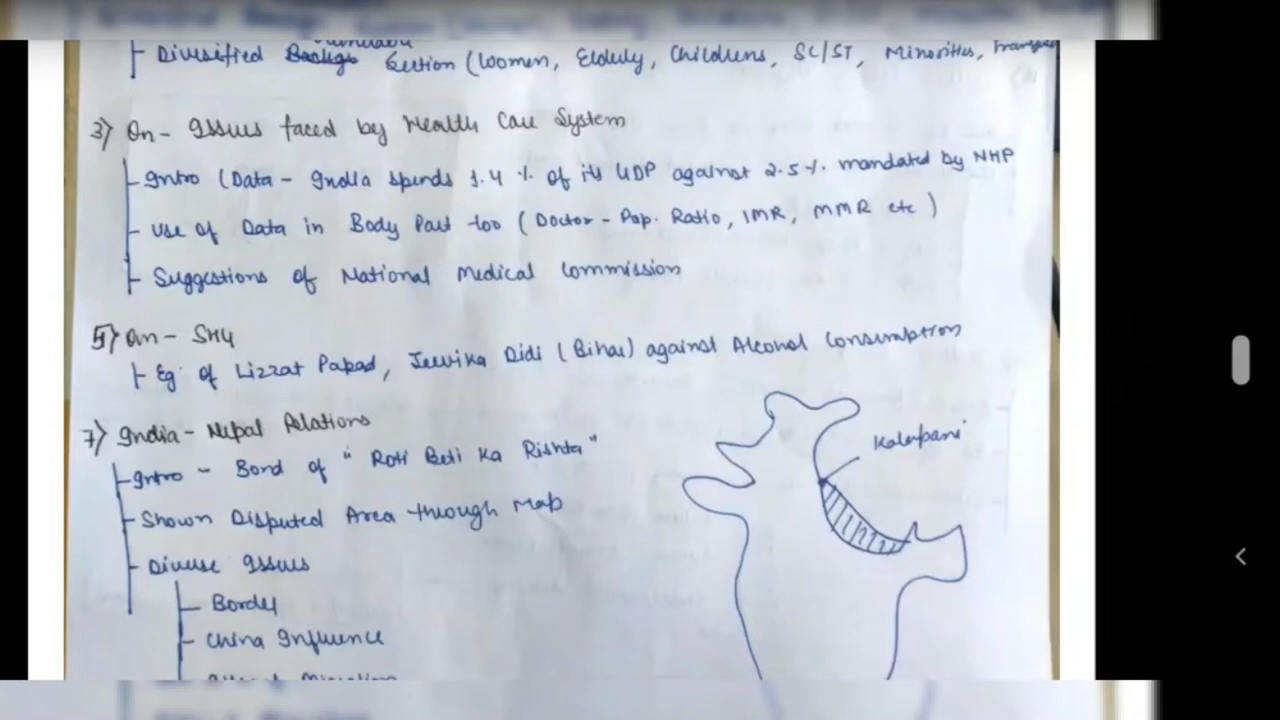 Diversified Section (Women, Elderly, Childrens, SC/ST, Minorities,
3) On - Issues faced by Health Care System
Intro (Data - India spends 1.4 % of its GDP against 2.5 %. mandated by NHP
Use of Data in Body Part too (Doctor - Pop. Ratio, IMR, MMR etc)
Suggestions of National Medical Commission
5) On - SHG
Eg. of Lizzat Papad, Jeevika Didi (Bihar) against Alcohol Consumption
7) India - Nepal Relations
Intro - Bond of "Roti Beti Ka Rishta"
Kalapani
Shown Disputed Area through Map
Diverse Issues
Border
China Influence